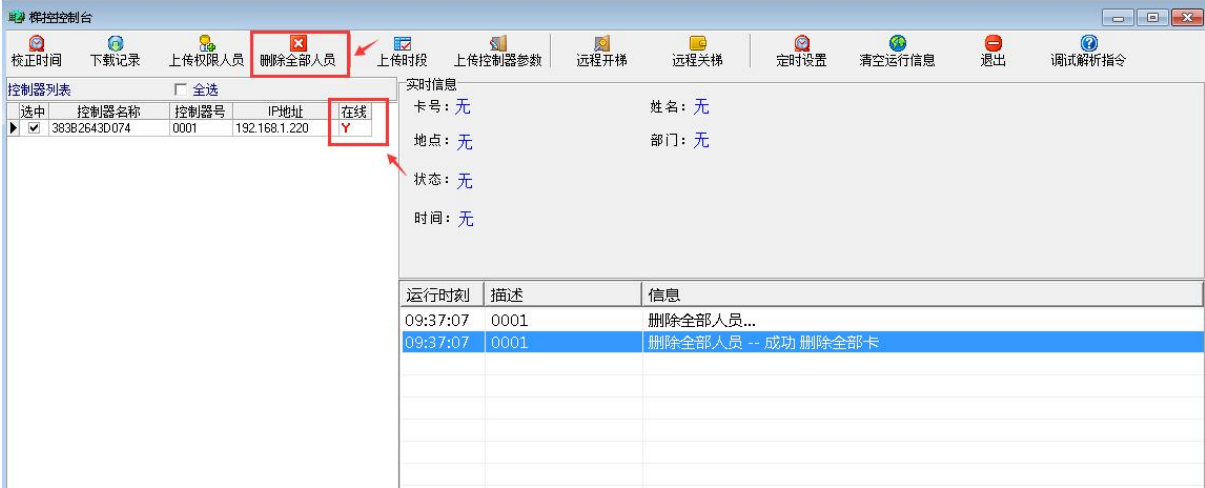 梯控控制台
校正时间 下载记录 上传权限人员 删除全部人员 上传时段 上传控制器参数 远程开梯 远程关梯 定时设置 清空运行信息 退出 调试解析指令
控制器列表 全选
选中 控制器名称 控制器号 IP地址 在线
383B2643D074 0001 192.168.1.220 Y
实时信息
卡号：无 姓名：无
地点：无 部门：无
状态：无
时间：无
运行时刻 描述 信息
09:37:07 0001 删除全部人员...
09:37:07 0001 删除全部人员 -- 成功 删除全部卡